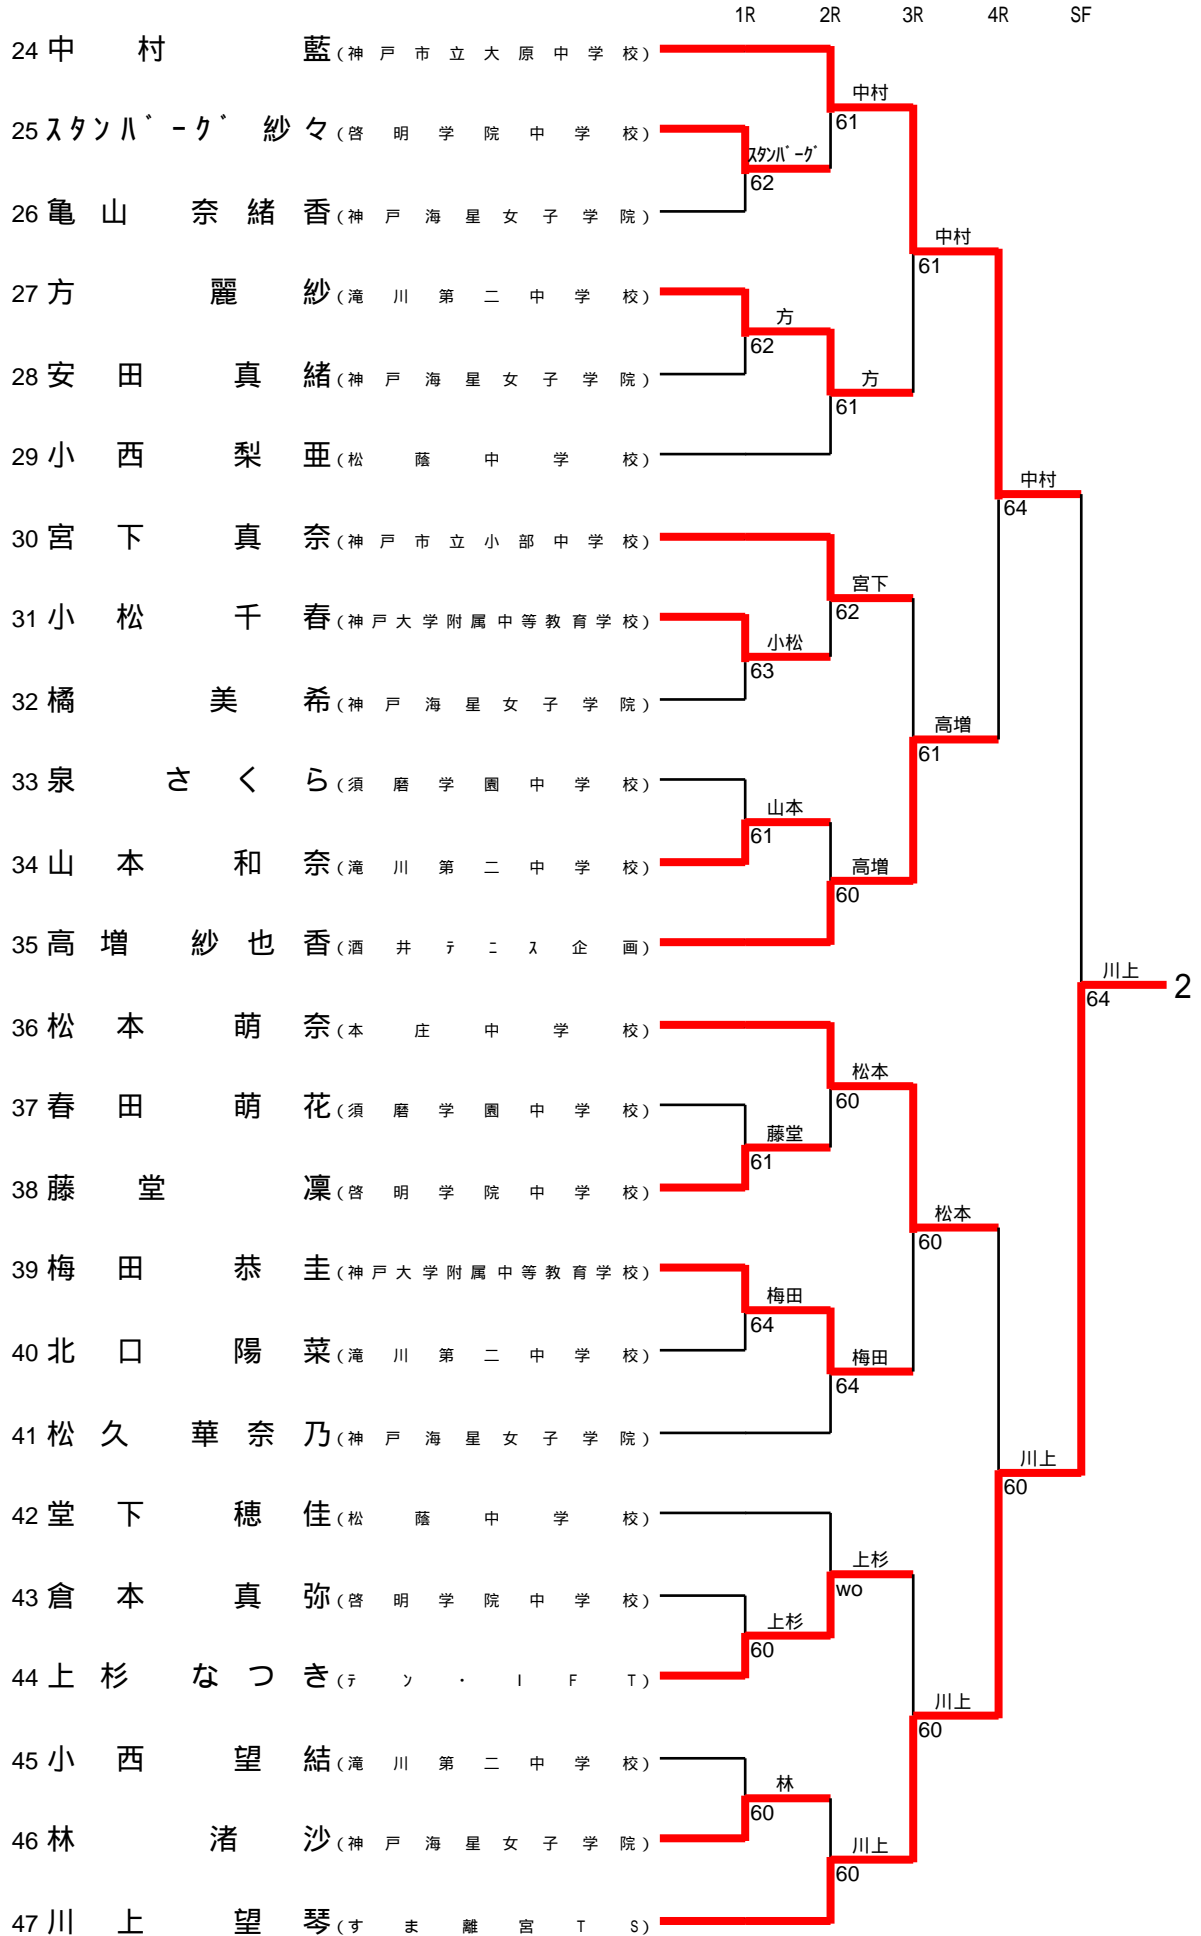 1R 2R 3R 4R SF
24 中村 藍 (神戸市立大原中学校)
中村
61
25 スタンバーグ 紗々 (啓明学院中学校)
スタンバーグ
62
26 亀山 奈緒香 (神戸海星女子学院)
中村
61
27 方 麗紗 (滝川第二中学校)
方
62
28 安田 真緒 (神戸海星女子学院)
方
61
29 小西 梨亜 (松蔭中学校)
中村
64
30 宮下 真奈 (神戸市立小部中学校)
宮下
62
31 小松 千春 (神戸大学附属中等教育学校)
小松
63
32 橘 美希 (神戸海星女子学院)
高増
61
33 泉 さくら (須磨学園中学校)
山本
61
34 山本 和奈 (滝川第二中学校)
高増
60
35 高増 紗也香 (酒井テニス企画)
川上
64
2
36 松本 萌奈 (本庄中学校)
松本
60
37 春田 萌花 (須磨学園中学校)
藤堂
61
38 藤堂 凜 (啓明学院中学校)
松本
60
39 梅田 恭圭 (神戸大学附属中等教育学校)
梅田
64
40 北口 陽菜 (滝川第二中学校)
梅田
64
41 松久 華奈乃 (神戸海星女子学院)
川上
60
42 堂下 穂佳 (松蔭中学校)
上杉
wo
43 倉本 真弥 (啓明学院中学校)
上杉
60
44 上杉 なつき (テン・IFT)
川上
60
45 小西 望結 (滝川第二中学校)
林
60
46 林 渚沙 (神戸海星女子学院)
川上
60
47 川上 望琴 (すま離宮TS)